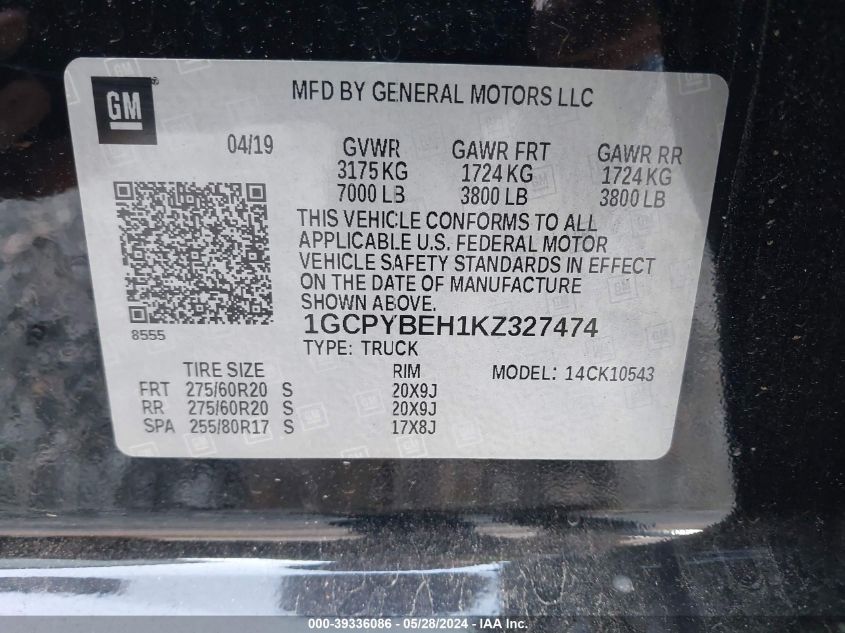 GM
MFD BY GENERAL MOTORS LLC
04/19 GVWR GAWR FRT GAWR RR
3175 KG 1724 KG 1724 KG
7000 LB 3800 LB 3800 LB
THIS VEHICLE CONFORMS TO ALL
APPLICABLE U.S. FEDERAL MOTOR
VEHICLE SAFETY STANDARDS IN EFFECT
ON THE DATE OF MANUFACTURE
SHOWN ABOVE.
8555
1GCPYBEH1KZ327474
TYPE: TRUCK
TIRE SIZE RIM MODEL: 14CK10543
FRT 275/60R20 S 20X9J
RR 275/60R20 S 20X9J
SPA 255/80R17 S 17X8J
000-39336086 - 05/28/2024 - IAA Inc.